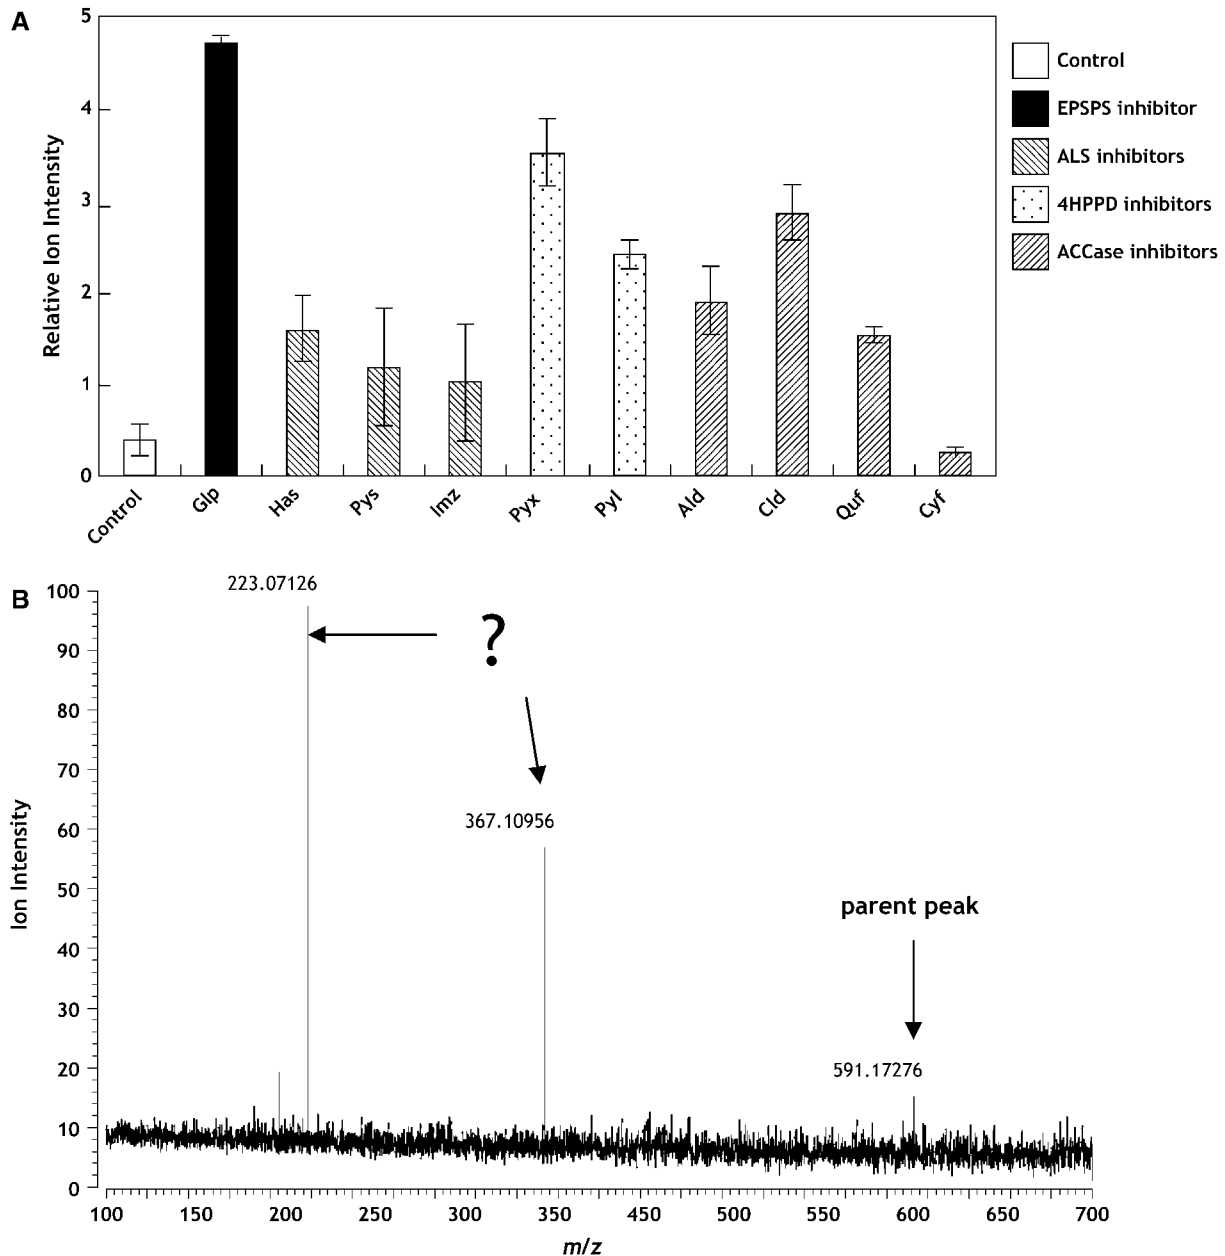 A
5
4
3
2
1
0
Relative Ion Intensity
Control
Glp
Has
Pys
Imz
Pyx
Pyl
Ald
Cld
Quf
Cyf
Control
EPSPS inhibitor
ALS inhibitors
4HPPD inhibitors
ACCase inhibitors
B
100
90
80
70
60
50
40
30
20
10
0
Ion Intensity
223.07126
?
367.10956
parent peak
591.17276
100 150 200 300 300 350 450 500 600 650 700
m/z